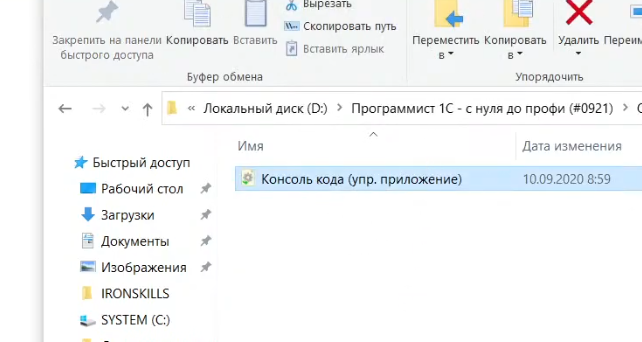 Вырезать
Скопировать путь
Вставить ярлык
Закрепить на панели быстрого доступа
Копировать
Вставить
Переместить в
Копировать в
Удалить
Буфер обмена
Упорядочить
« Локальный диск (D:) > Программист 1С - с нуля до профи (#0921) >
Имя
Дата изменения
Быстрый доступ
Консоль кода (упр. приложение)
10.09.2020 8:59
Рабочий стол
Загрузки
Документы
Изображения
IRONSKILLS
SYSTEM (C:)